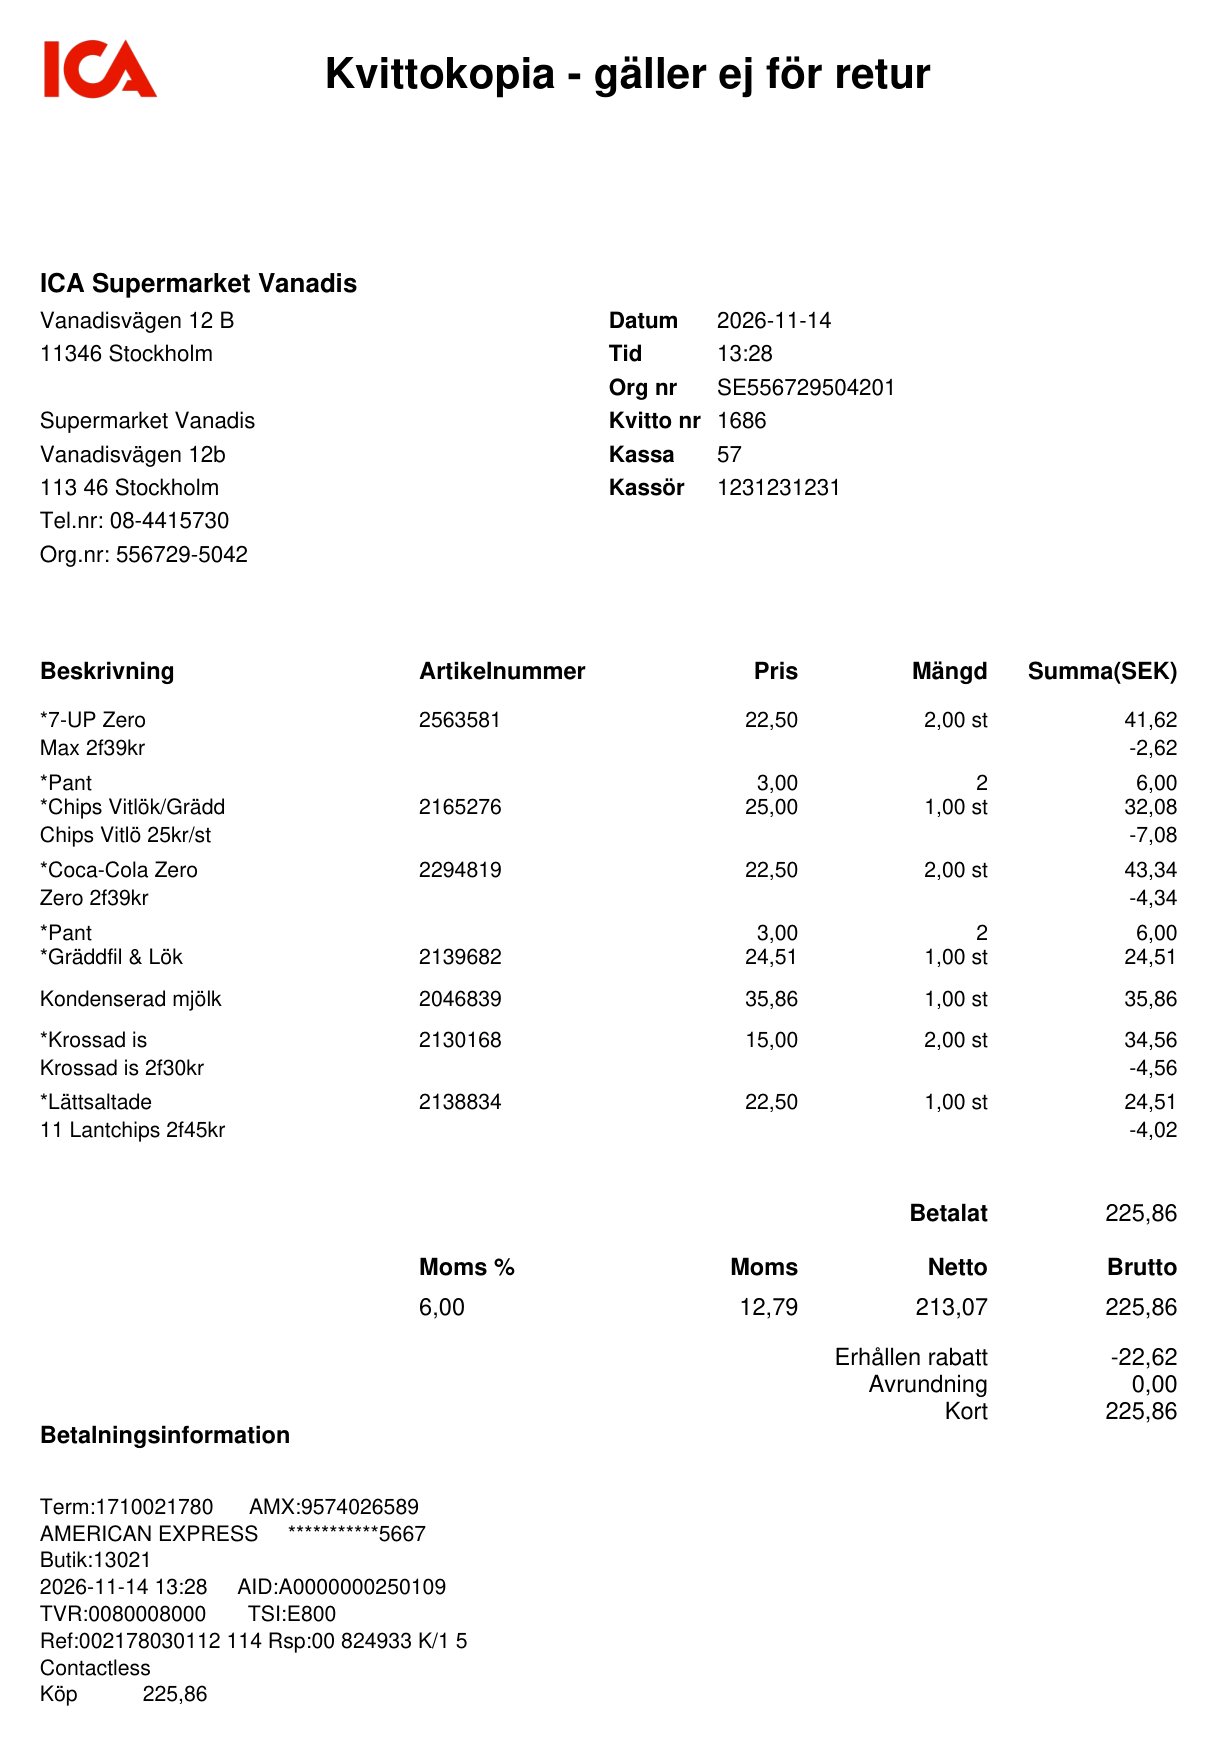 ICA
Kvittokopia - gäller ej för retur
ICA Supermarket Vanadis
Vanadisvägen 12 B
11346 Stockholm
Supermarket Vanadis
Vanadisvägen 12b
113 46 Stockholm
Tel.nr: 08-4415730
Org.nr: 556729-5042
Datum 2026-11-14
Tid 13:28
Org nr SE556729504201
Kvitto nr 1686
Kassa 57
Kassör 1231231231
Beskrivning Artikelnummer Pris Mängd Summa(SEK)
*7-UP Zero 2563581 22,50 2,00 st 41,62
Max 2f39kr -2,62
*Pant 3,00 2 6,00
*Chips Vitlök/Grädd 2165276 25,00 1,00 st 32,08
Chips Vitlö 25kr/st -7,08
*Coca-Cola Zero 2294819 22,50 2,00 st 43,34
Zero 2f39kr -4,34
*Pant 3,00 2 6,00
*Gräddfil & Lök 2139682 24,51 1,00 st 24,51
Kondenserad mjölk 2046839 35,86 1,00 st 35,86
*Krossad is 2130168 15,00 2,00 st 34,56
Krossad is 2f30kr -4,56
*Lättsaltade 2138834 22,50 1,00 st 24,51
11 Lantchips 2f45kr -4,02
Betalat 225,86
Moms % Moms Netto Brutto
6,00 12,79 213,07 225,86
Erhållen rabatt -22,62
Avrundning 0,00
Kort 225,86
Betalningsinformation
Term:1710021780 AMX:9574026589
AMERICAN EXPRESS ***********5667
Butik:13021
2026-11-14 13:28 AID:A0000000250109
TVR:0080008000 TSI:E800
Ref:002178030112 114 Rsp:00 824933 K/1 5
Contactless
Köp 225,86